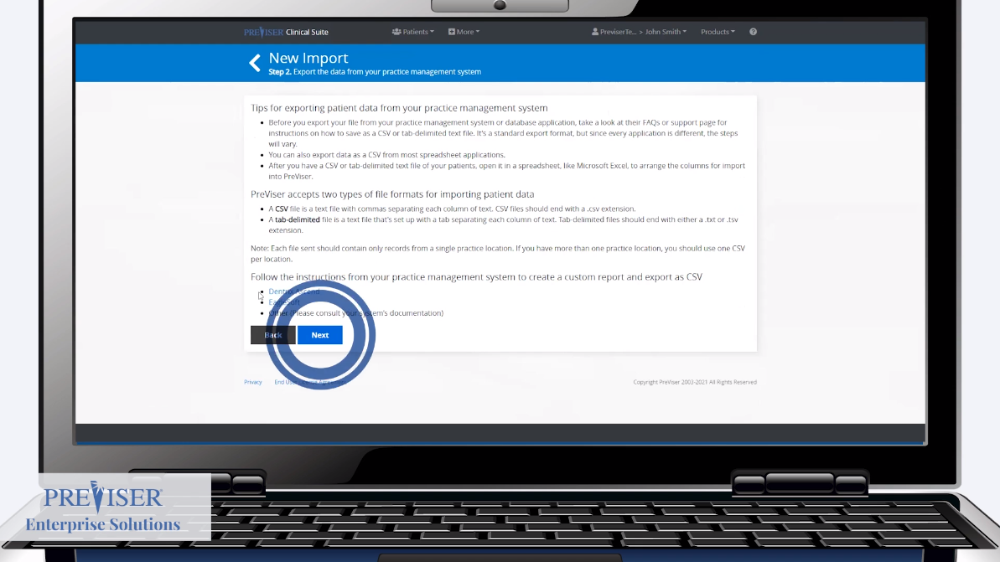 PREVISER Clinical Suite
Patients
More
PreviserTe... > John Smith
Products
New Import
Step 2. Export the data from your practice management system
Tips for exporting patient data from your practice management system
Before you export your file from your practice management system or database application, take a look at their FAQs or support page for
instructions on how to save as a CSV or tab-delimited text file. It's a standard export format, but since every application is different, the steps
will vary.
You can also export data as a CSV from most spreadsheet applications.
After you have a CSV or tab-delimited text file of your patients, open it in a spreadsheet, like Microsoft Excel, to arrange the columns for import
into PreViser.
PreViser accepts two types of file formats for importing patient data
A CSV file is a text file with commas separating each column of text. CSV files should end with a .csv extension.
A tab-delimited file is a text file that's set up with a tab separating each column of text. Tab-delimited files should end with either a .txt or .tsv
extension.
Note: Each file sent should contain only records from a single practice location. If you have more than one practice location, you should use one CSV
per location.
Follow the instructions from your practice management system to create a custom report and export as CSV
Dentrix Ascend
EagleSoft
Other (Please consult your system's documentation)
Back
Next
Privacy
End User License Agreement
Copyright PreViser 2003-2021 All Rights Reserved
PREVISER
Enterprise Solutions